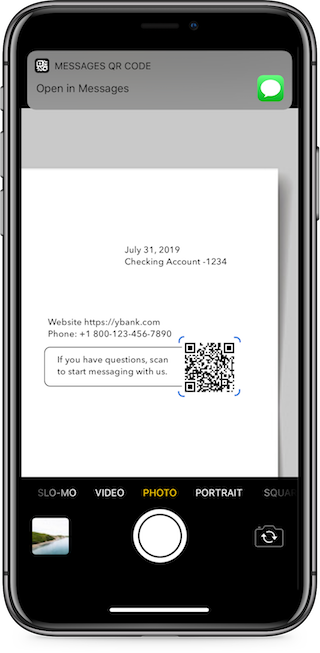 MESSAGES QR CODE
Open in Messages
July 31, 2019
Checking Account -1234
Website https://ybank.com
Phone: +1 800-123-456-7890
If you have questions, scan
to start messaging with us.
SLO-MO VIDEO PHOTO PORTRAIT SQUAR